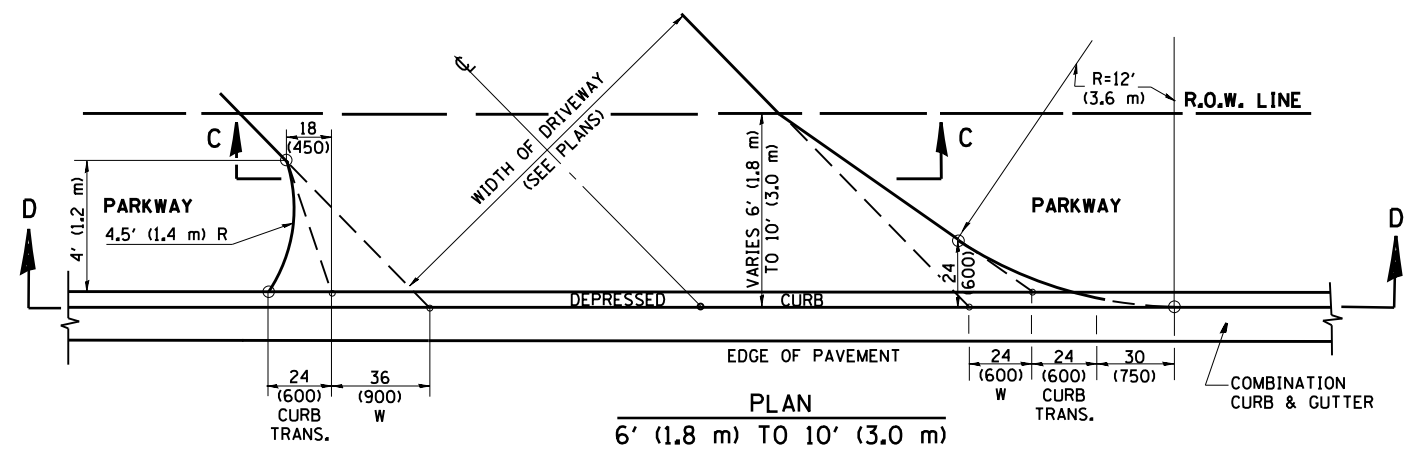 ℄
R=12'
(3.6 m)
R.O.W. LINE
C
18
(450)
WIDTH OF DRIVEWAY
(SEE PLANS)
C
4' (1.2 m)
PARKWAY
4.5' (1.4 m) R
VARIES 6' (1.8 m)
TO 10' (3.0 m)
PARKWAY
D
D
24
(600)
DEPRESSED CURB
EDGE OF PAVEMENT
24
(600)
CURB
TRANS.
36
(900)
W
24
(600)
W
24
(600)
CURB
TRANS.
30
(750)
COMBINATION
CURB & GUTTER
PLAN
6' (1.8 m) TO 10' (3.0 m)